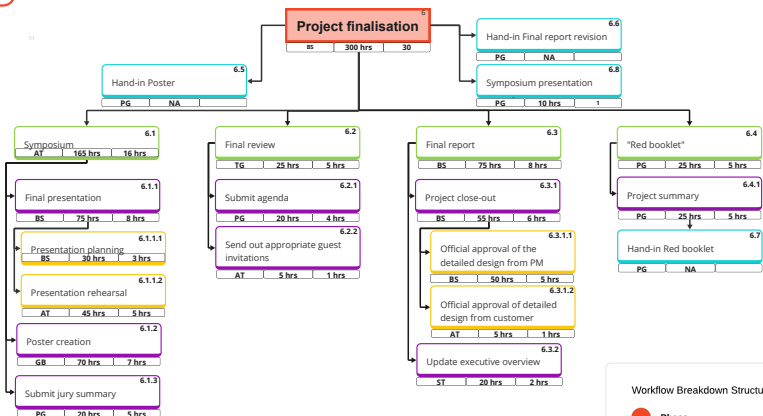 6
Project finalisation
BS 300 hrs 30
6.6
Hand-in Final report revision
PG NA
6.5
Hand-in Poster
PG NA
6.8
Symposium presentation
PG 10 hrs 1
6.1
Symposium
AT 165 hrs 16 hrs
6.2
Final review
TG 25 hrs 5 hrs
6.3
Final report
BS 75 hrs 8 hrs
6.4
"Red booklet"
PG 25 hrs 5 hrs
6.1.1
Final presentation
BS 75 hrs 8 hrs
6.2.1
Submit agenda
PG 20 hrs 4 hrs
6.3.1
Project close-out
BS 55 hrs 6 hrs
6.4.1
Project summary
PG 25 hrs 5 hrs
6.1.1.1
Presentation planning
BS 30 hrs 3 hrs
6.2.2
Send out appropriate guest
invitations
AT 5 hrs 1 hrs
6.3.1.1
Official approval of the
detailed design from PM
BS 50 hrs 5 hrs
6.7
Hand-in Red booklet
PG NA
6.1.1.2
Presentation rehearsal
AT 45 hrs 5 hrs
6.3.1.2
Official approval of detailed
design from customer
AT 5 hrs 1 hrs
6.1.2
Poster creation
GB 70 hrs 7 hrs
6.3.2
Update executive overview
ST 20 hrs 2 hrs
6.1.3
Submit jury summary
PG 20 hrs 5 hrs
Workflow Breakdown Structu
Phase